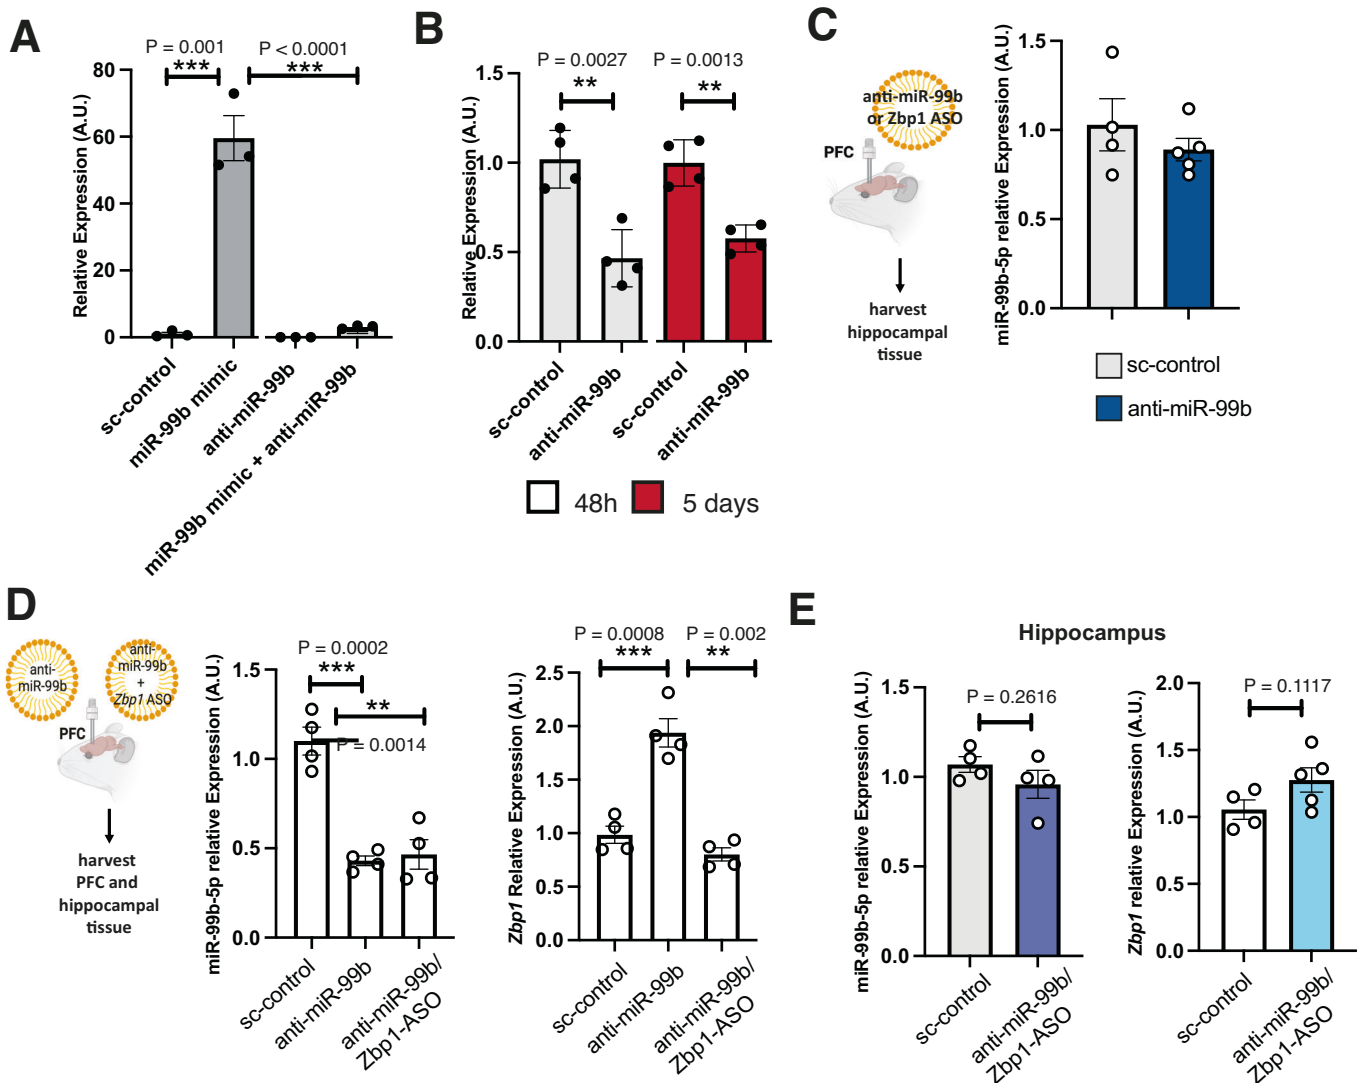 A
P = 0.001
P < 0.0001
***
***
Relative Expression (A.U.)
80
60
40
20
0
sc-control
miR-99b mimic
anti-miR-99b
miR-99b mimic + anti-miR-99b
B
P = 0.0027
P = 0.0013
**
**
Relative Expression (A.U.)
1.5
1.0
0.5
0.0
sc-control
anti-miR-99b
sc-control
anti-miR-99b
48h
5 days
C
anti-miR-99b
or Zbp1 ASO
PFC
harvest
hippocampal
tissue
miR-99b-5p relative Expression (A.U.)
1.5
1.0
0.5
0.0
sc-control
anti-miR-99b
D
anti-
miR-99b
anti-
miR-99b
+
Zbp1 ASO
PFC
harvest
PFC and
hippocampal
tissue
P = 0.0002
***
**
P = 0.0014
miR-99b-5p relative Expression (A.U.)
1.5
1.0
0.5
0.0
sc-control
anti-miR-99b
anti-miR-99b/
Zbp1-ASO
P = 0.0008
P = 0.002
***
**
Zbp1 Relative Expression (A.U.)
2.5
2.0
1.5
1.0
0.5
0.0
sc-control
anti-miR-99b
anti-miR-99b/
Zbp1-ASO
E
Hippocampus
P = 0.2616
miR-99b-5p relative Expression (A.U.)
1.5
1.0
0.5
0.0
sc-control
anti-miR-99b/
Zbp1-ASO
P = 0.1117
Zbp1 relative Expression (A.U.)
2.0
1.5
1.0
0.5
0.0
sc-control
anti-miR-99b/
Zbp1-ASO